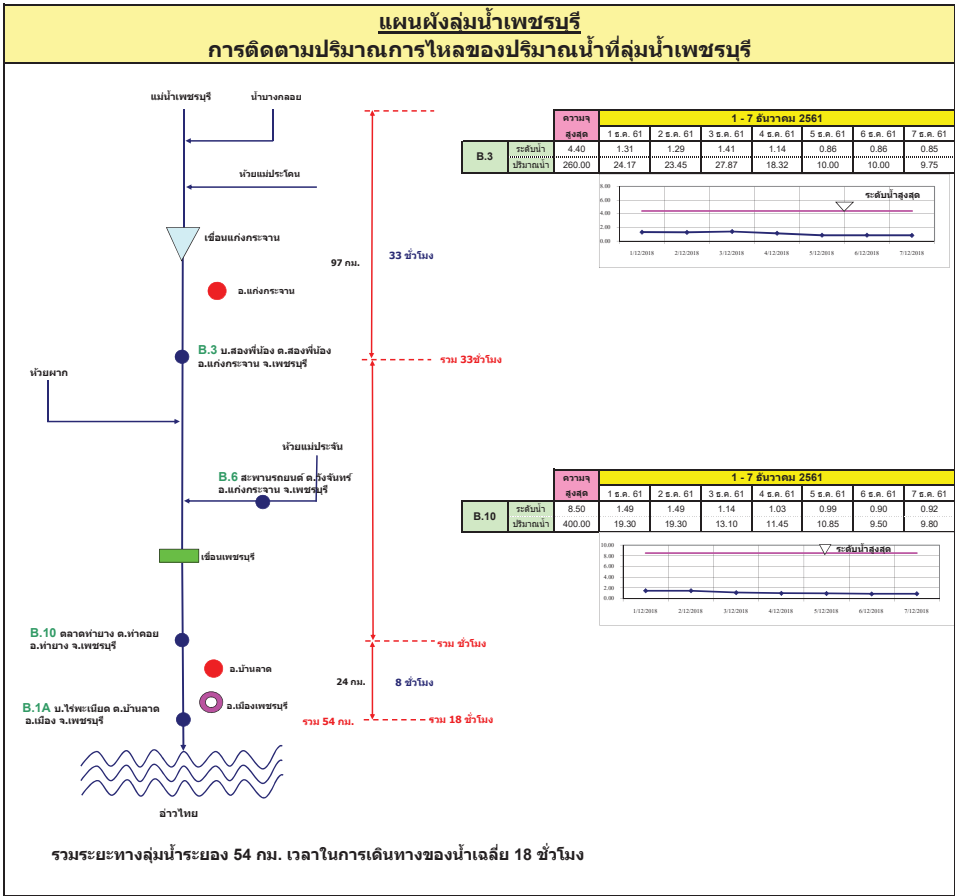 แผนผังลุ่มน้ำเพชรบุรี
การติดตามปริมาณการไหลของปริมาณน้ำที่ลุ่มน้ำเพชรบุรี
แม่น้ำเพชรบุรี
น้ำบางกลอย
ห้วยแม่ประโดน
เขื่อนแก่งกระจาน
97 กม.
33 ชั่วโมง
อ.แก่งกระจาน
B.3 บ.สองพี่น้อง ต.สองพี่น้อง
อ.แก่งกระจาน จ.เพชรบุรี
รวม 33ชั่วโมง
ห้วยผาก
ห้วยแม่ประจัน
B.6 สะพานรถยนต์ ต.วังจันทร์
อ.แก่งกระจาน จ.เพชรบุรี
เขื่อนเพชรบุรี
B.10 ตลาดท่ายาง ต.ท่าคอย
อ.ท่ายาง จ.เพชรบุรี
รวม ชั่วโมง
อ.บ้านลาด
24 กม.
8 ชั่วโมง
อ.เมืองเพชรบุรี
B.1A บ.ไร่พะเนียด ต.บ้านลาด
อ.เมือง จ.เพชรบุรี
รวม 54 กม.
รวม 18 ชั่วโมง
อ่าวไทย
รวมระยะทางลุ่มน้ำระยอง 54 กม. เวลาในการเดินทางของน้ำเฉลี่ย 18 ชั่วโมง
ความจุ
สูงสุด
1 - 7 ธันวาคม 2561
1 ธ.ค. 61 2 ธ.ค. 61 3 ธ.ค. 61 4 ธ.ค. 61 5 ธ.ค. 61 6 ธ.ค. 61 7 ธ.ค. 61
B.3
ระดับน้ำ 4.40 1.31 1.29 1.41 1.14 0.86 0.86 0.85
ปริมาณน้ำ 260.00 24.17 23.45 27.87 18.32 10.00 10.00 9.75
ระดับน้ำสูงสุด
8.00
6.00
4.00
2.00
0.00
1/12/2018 2/12/2018 3/12/2018 4/12/2018 5/12/2018 6/12/2018 7/12/2018
ความจุ
สูงสุด
1 - 7 ธันวาคม 2561
1 ธ.ค. 61 2 ธ.ค. 61 3 ธ.ค. 61 4 ธ.ค. 61 5 ธ.ค. 61 6 ธ.ค. 61 7 ธ.ค. 61
B.10
ระดับน้ำ 8.50 1.49 1.49 1.14 1.03 0.99 0.90 0.92
ปริมาณน้ำ 400.00 19.30 19.30 13.10 11.45 10.85 9.50 9.80
ระดับน้ำสูงสุด
10.00
8.00
6.00
4.00
2.00
0.00
1/12/2018 2/12/2018 3/12/2018 4/12/2018 5/12/2018 6/12/2018 7/12/2018